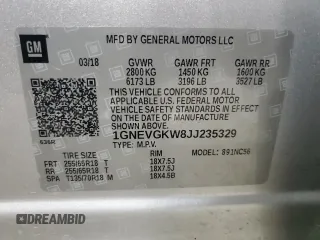 GM
MFD BY GENERAL MOTORS LLC
03/18 GVWR GAWR FRT GAWR RR
2800 KG 1450 KG 1600 KG
6173 LB 3196 LB 3527 LB
THIS VEHICLE CONFORMS TO ALL APPLICABLE
U.S. FEDERAL MOTOR VEHICLE
SAFETY STANDARDS IN EFFECT
ON THE DATE OF MANUFACTURE
SHOWN ABOVE.
1GNEVGKW8JJ235329
TYPE: M.P.V. MODEL:
TIRE SIZE RIM
FRT 255/65R18 T 18X7.5J
RR 255/65R18 T 18X7.5J
SPA T135/70R18 M 18X4.5B
AUTOBIDCAR